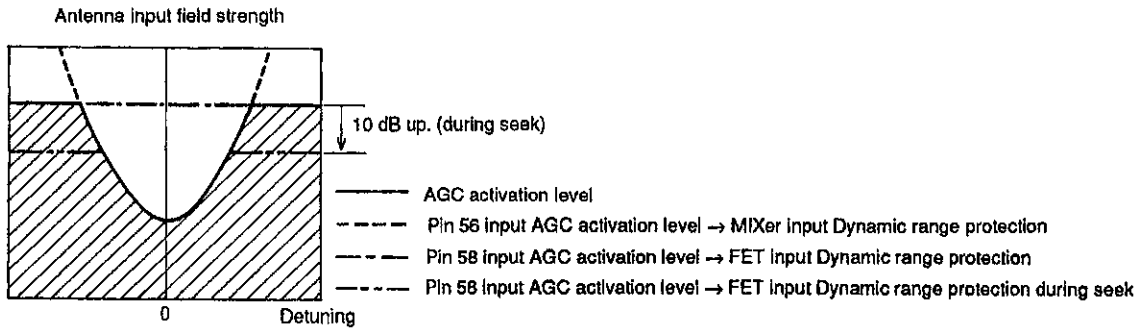 Antenna input field strength
10 dB up. (during seek)
AGC activation level
Pin 56 input AGC activation level → MIXer input Dynamic range protection
Pin 58 input AGC activation level → FET input Dynamic range protection
Pin 58 input AGC activation level → FET input Dynamic range protection during seek
0 Detuning